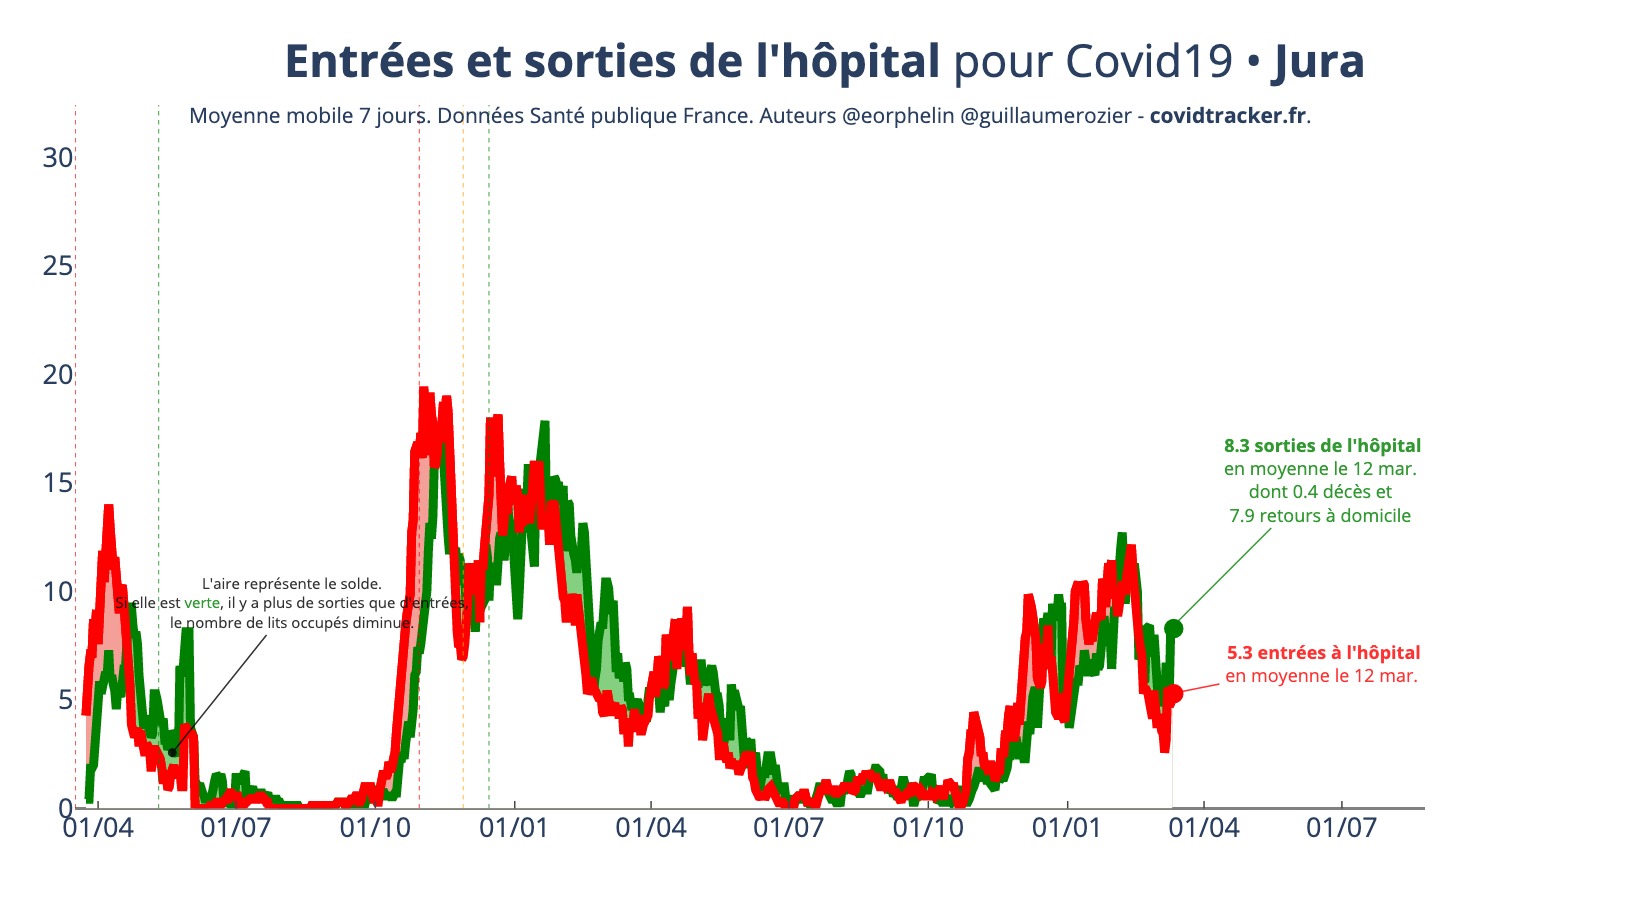 Entrées et sorties de l'hôpital pour Covid19 • Jura
Moyenne mobile 7 jours. Données Santé publique France. Auteurs @eorphelin @guillaumerozier - covidtracker.fr.
30
25
20
15
10
5
0
8.3 sorties de l'hôpital
en moyenne le 12 mar.
dont 0.4 décès et
7.9 retours à domicile
L'aire représente le solde.
Si elle est verte, il y a plus de sorties que d'entrées,
le nombre de lits occupés diminue.
5.3 entrées à l'hôpital
en moyenne le 12 mar.
01/04 01/07 01/10 01/01 01/04 01/07 01/10 01/01 01/04 01/07